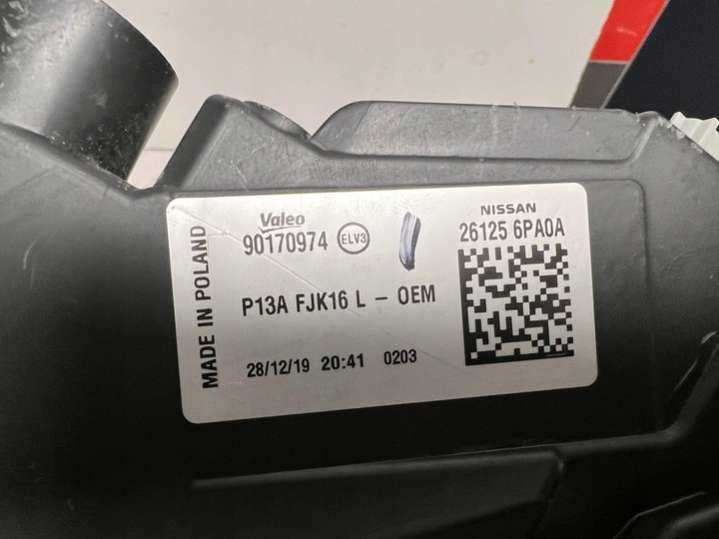 MADE IN POLAND
Valeo
90170974 ELV3
NISSAN
26125 6PA0A
P13A FJK16 L - OEM
28/12/19 20:41 0203